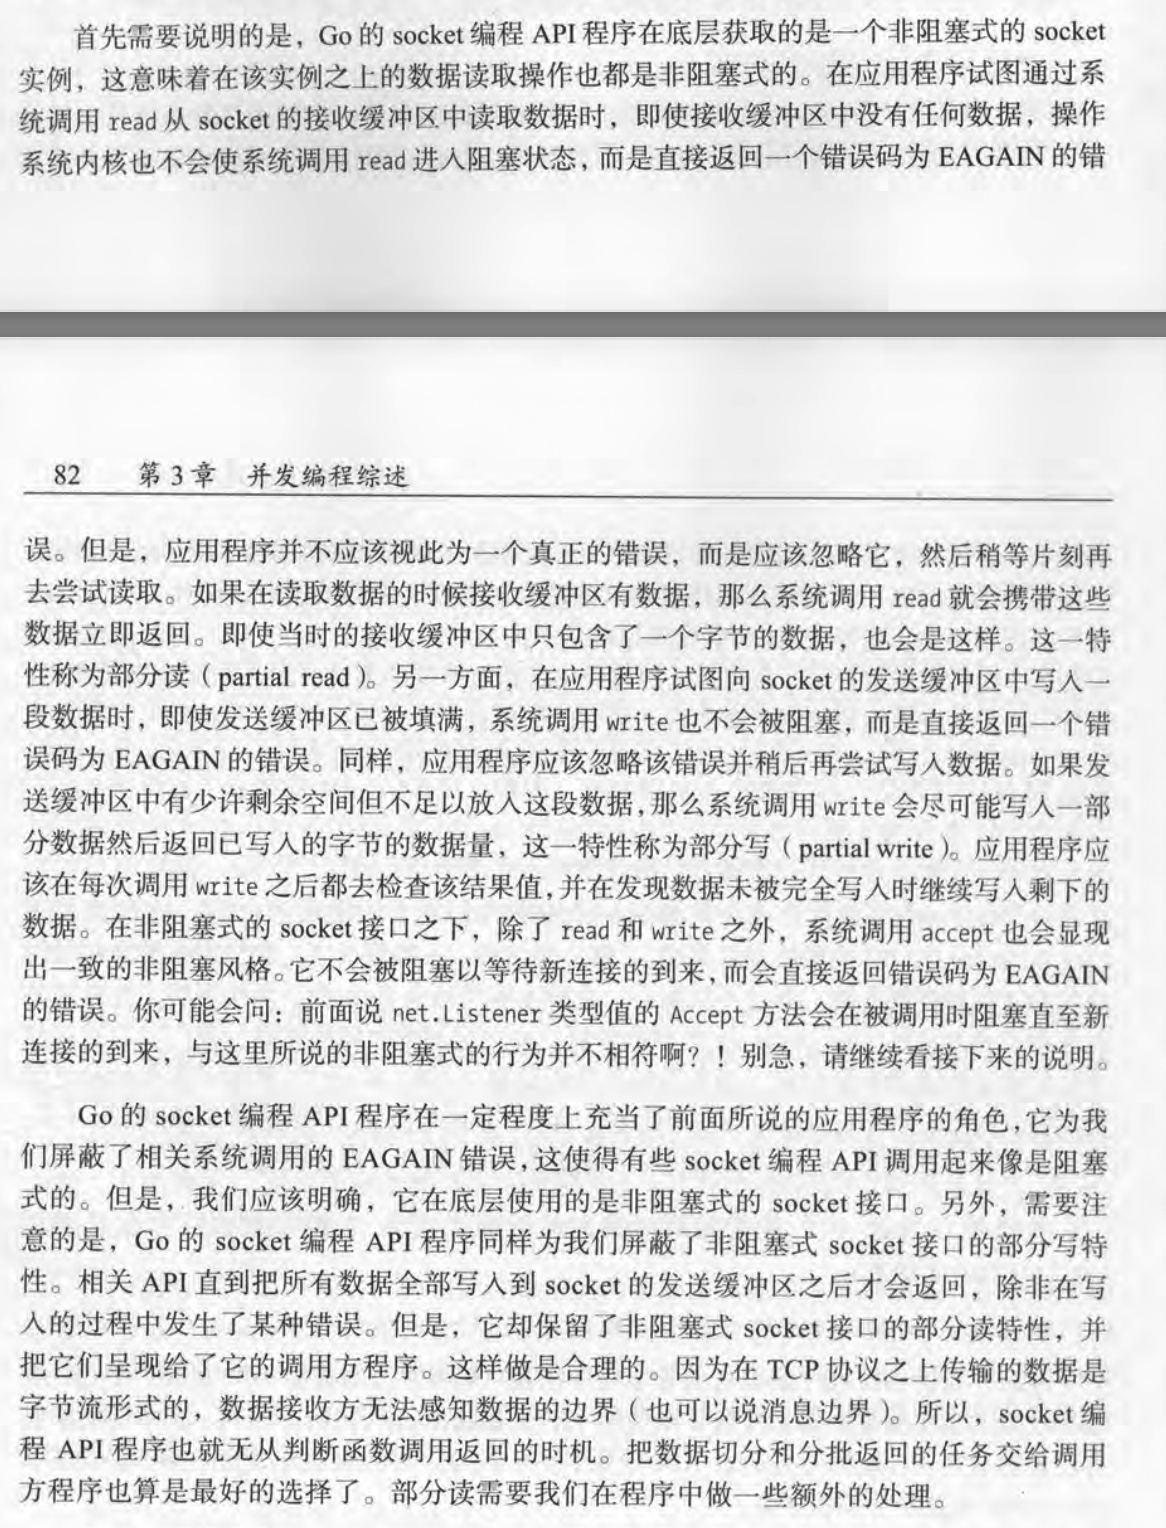 首先需要说明的是，Go 的 socket 编程 API 程序在底层获取的是一个非阻塞式的 socket
实例，这意味着在该实例之上的数据读取操作也都是非阻塞式的。在应用程序试图通过系
统调用 read 从 socket 的接收缓冲区中读取数据时，即使接收缓冲区中没有任何数据，操作
系统内核也不会使系统调用 read 进入阻塞状态，而是直接返回一个错误码为 EAGAIN 的错
82 第 3 章 并发编程综述
误。但是，应用程序并不应该视此为一个真正的错误，而是应该忽略它，然后稍等片刻再
去尝试读取。如果在读取数据的时候接收缓冲区有数据，那么系统调用 read 就会携带这些
数据立即返回。即使当时的接收缓冲区中只包含了一个字节的数据，也会是这样。这一特
性称为部分读（partial read）。另一方面，在应用程序试图向 socket 的发送缓冲区中写入一
段数据时，即使发送缓冲区已被填满，系统调用 write 也不会被阻塞，而是直接返回一个错
误码为 EAGAIN 的错误。同样，应用程序应该忽略该错误并稍后再尝试写入数据。如果发
送缓冲区中有少许剩余空间但不足以放入这段数据，那么系统调用 write 会尽可能写入一部
分数据然后返回已写入的字节的数据量，这一特性称为部分写（partial write）。应用程序应
该在每次调用 write 之后都去检查该结果值，并在发现数据未被完全写入时继续写入剩下的
数据。在非阻塞式的 socket 接口之下，除了 read 和 write 之外，系统调用 accept 也会显现
出一致的非阻塞风格。它不会被阻塞以等待新连接的到来，而会直接返回错误码为 EAGAIN
的错误。你可能会问：前面说 net.Listener 类型值的 Accept 方法会在被调用时阻塞直至新
连接的到来，与这里所说的非阻塞式的行为并不相符啊？！别急，请继续看接下来的说明。
Go 的 socket 编程 API 程序在一定程度上充当了前面所说的应用程序的角色，它为我
们屏蔽了相关系统调用的 EAGAIN 错误，这使得有些 socket 编程 API 调用起来像是阻塞
式的。但是，我们应该明确，它在底层使用的是非阻塞式的 socket 接口。另外，需要注
意的是，Go 的 socket 编程 API 程序同样为我们屏蔽了非阻塞式 socket 接口的部分写特
性。相关 API 直到把所有数据全部写入到 socket 的发送缓冲区之后才会返回，除非在写
入的过程中发生了某种错误。但是，它却保留了非阻塞式 socket 接口的部分读特性，并
把它们呈现给了它的调用方程序。这样做是合理的。因为在 TCP 协议之上传输的数据是
字节流形式的，数据接收方无法感知数据的边界（也可以说消息边界）。所以，socket 编
程 API 程序也就无从判断函数调用返回的时机。把数据切分和分批返回的任务交给调用
方程序也算是最好的选择了。部分读需要我们在程序中做一些额外的处理。